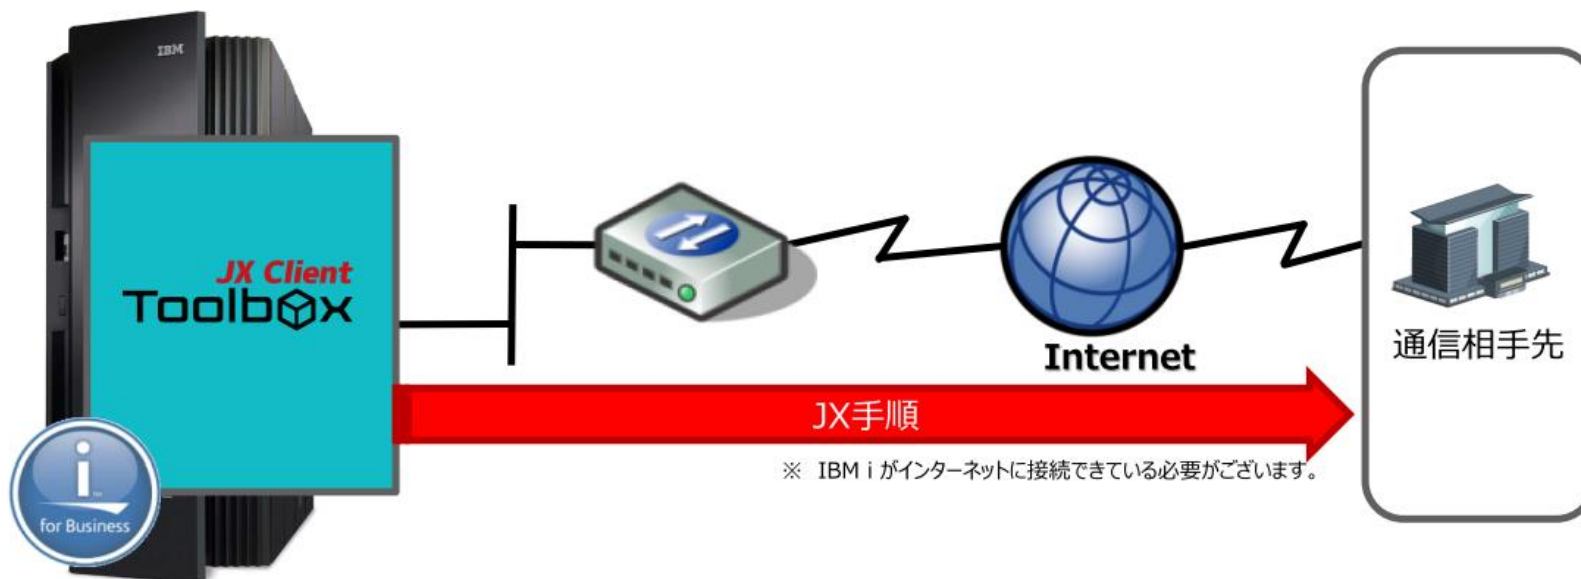 IBM
JX Client
Toolbox
Internet
通信相手先
JX手順
※ IBM i がインターネットに接続できている必要がございます。
i
for Business